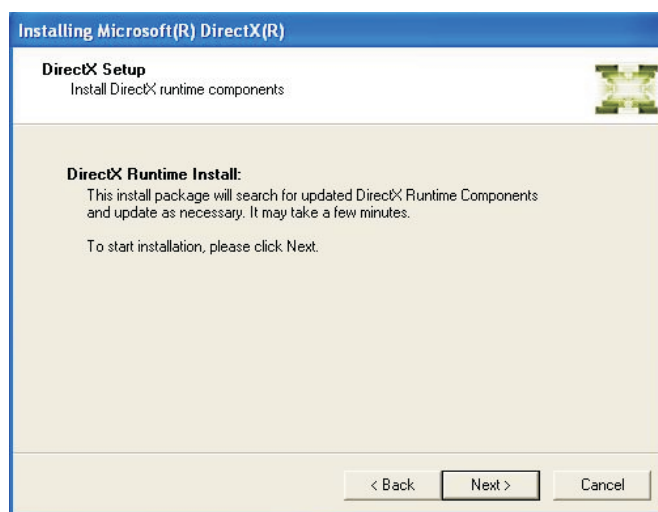 Installing Microsoft(R) DirectX(R)
DirectX Setup
Install DirectX runtime components
DirectX Runtime Install:
This install package will search for updated DirectX Runtime Components
and update as necessary. It may take a few minutes.
To start installation, please click Next.
< Back Next > Cancel